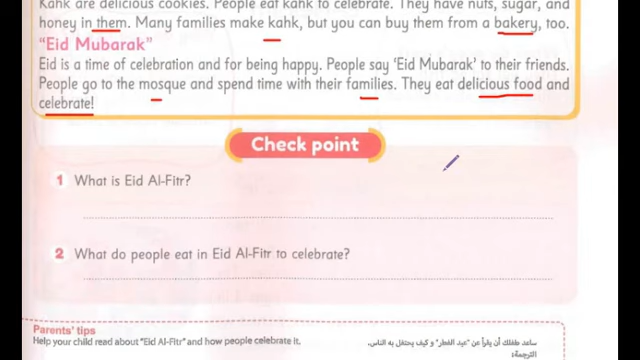 Kahk are delicious cookies. People eat kahk to celebrate. They have nuts, sugar, and
honey in them. Many families make kahk, but you can buy them from a bakery, too.
“Eid Mubarak”
Eid is a time of celebration and for being happy. People say ‘Eid Mubarak’ to their friends.
People go to the mosque and spend time with their families. They eat delicious food and
celebrate!
Check point
1 What is Eid Al-Fitr?
2 What do people eat in Eid Al-Fitr to celebrate?
Parents’ tips
Help your child read about “Eid Al-Fitr” and how people celebrate it.
ساعد طفلك أن يقرأ عن "عيد الفطر" و كيف يحتفل به الناس.
الترجمة: